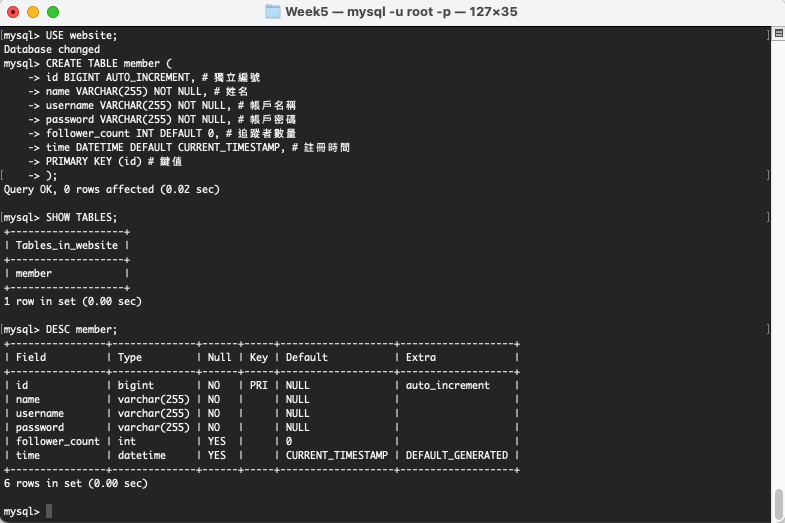 Week5 — mysql -u root -p — 127×35
[mysql> USE website;
Database changed
mysql> CREATE TABLE member (
    -> id BIGINT AUTO_INCREMENT, # 獨立編號
    -> name VARCHAR(255) NOT NULL, # 姓名
    -> username VARCHAR(255) NOT NULL, # 帳戶名稱
    -> password VARCHAR(255) NOT NULL, # 帳戶密碼
    -> follower_count INT DEFAULT 0, # 追蹤者數量
    -> time DATETIME DEFAULT CURRENT_TIMESTAMP, # 註冊時間
    -> PRIMARY KEY (id) # 鍵值
[    -> );
Query OK, 0 rows affected (0.02 sec)
[mysql> SHOW TABLES;
+-------------------+
| Tables_in_website |
+-------------------+
| member            |
+-------------------+
1 row in set (0.00 sec)
[mysql> DESC member;
+----------------+--------------+------+-----+-------------------+-------------------+
| Field          | Type         | Null | Key | Default           | Extra             |
+----------------+--------------+------+-----+-------------------+-------------------+
| id             | bigint       | NO   | PRI | NULL              | auto_increment    |
| name           | varchar(255) | NO   |     | NULL              |                   |
| username       | varchar(255) | NO   |     | NULL              |                   |
| password       | varchar(255) | NO   |     | NULL              |                   |
| follower_count | int          | YES  |     | 0                 |                   |
| time           | datetime     | YES  |     | CURRENT_TIMESTAMP | DEFAULT_GENERATED |
+----------------+--------------+------+-----+-------------------+-------------------+
6 rows in set (0.00 sec)
mysql>